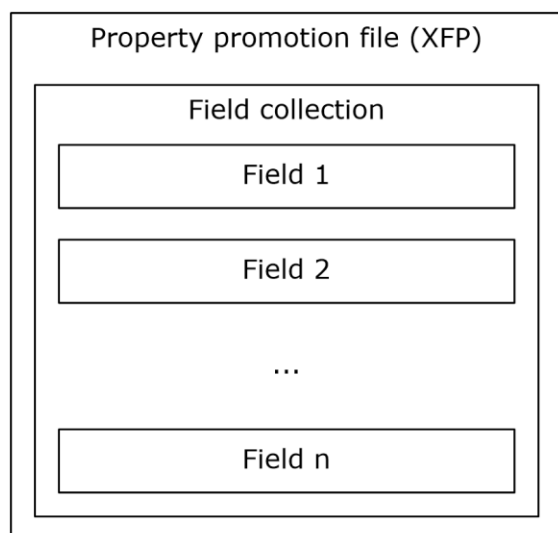 Property promotion file (XFP)
Field collection
Field 1
Field 2
...
Field n